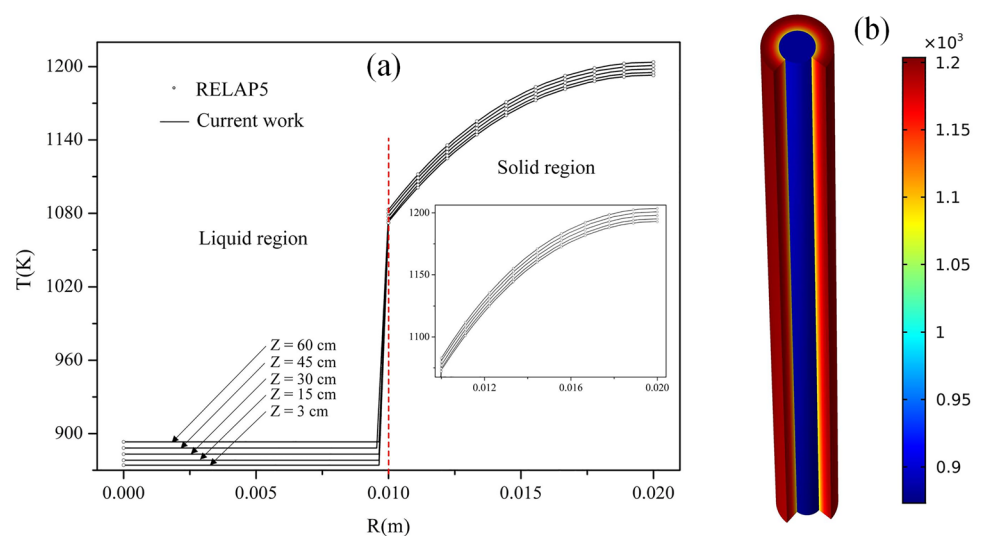 (a)
RELAP5
Current work
Solid region
Liquid region
T(K)
1200
1140
1080
1020
960
900
Z = 60 cm
Z = 45 cm
Z = 30 cm
Z = 15 cm
Z = 3 cm
1200
1150
1100
0.012 0.016 0.020
0.000 0.005 0.010 0.015 0.020
R(m)
(b)
×10³
1.2
1.15
1.1
1.05
1
0.95
0.9